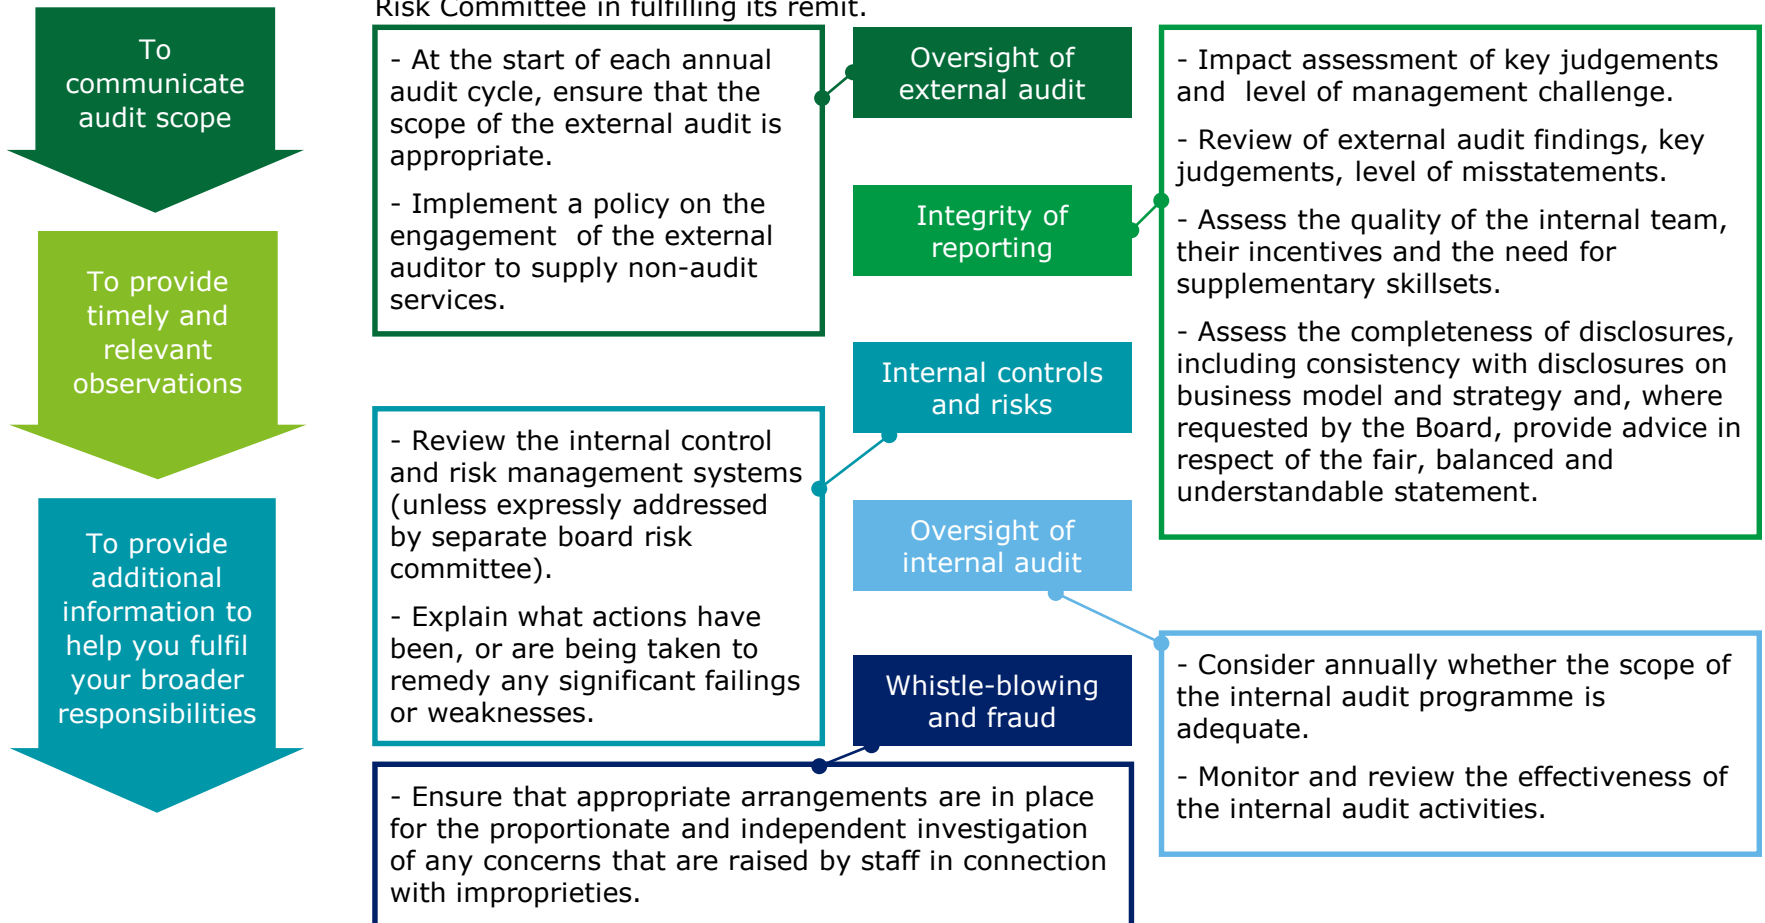 Risk Committee in fulfilling its remit.
To
communicate
audit scope
To provide
timely and
relevant
observations
To provide
additional
information to
help you fulfil
your broader
responsibilities
- At the start of each annual
audit cycle, ensure that the
scope of the external audit is
appropriate.
- Implement a policy on the
engagement of the external
auditor to supply non-audit
services.
Oversight of
external audit
Integrity of
reporting
- Impact assessment of key judgements
and level of management challenge.
- Review of external audit findings, key
judgements, level of misstatements.
- Assess the quality of the internal team,
their incentives and the need for
supplementary skillsets.
- Assess the completeness of disclosures,
including consistency with disclosures on
business model and strategy and, where
requested by the Board, provide advice in
respect of the fair, balanced and
understandable statement.
Internal controls
and risks
- Review the internal control
and risk management systems
(unless expressly addressed
by separate board risk
committee).
- Explain what actions have
been, or are being taken to
remedy any significant failings
or weaknesses.
Oversight of
internal audit
- Consider annually whether the scope of
the internal audit programme is
adequate.
- Monitor and review the effectiveness of
the internal audit activities.
Whistle-blowing
and fraud
- Ensure that appropriate arrangements are in place
for the proportionate and independent investigation
of any concerns that are raised by staff in connection
with improprieties.